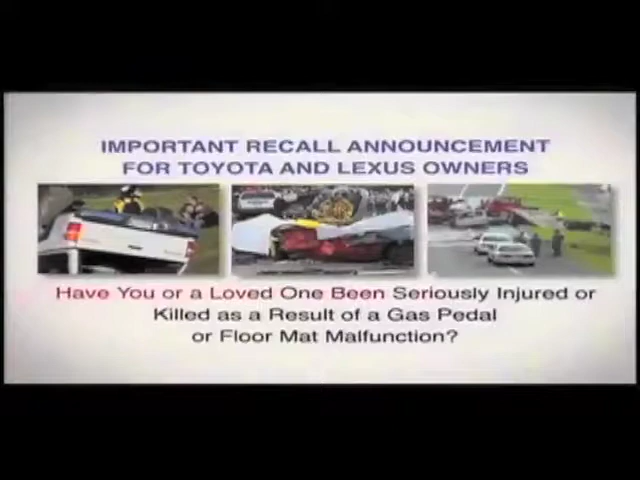 IMPORTANT RECALL ANNOUNCEMENT
FOR TOYOTA AND LEXUS OWNERS
Have You or a Loved One Been Seriously Injured or
Killed as a Result of a Gas Pedal
or Floor Mat Malfunction?